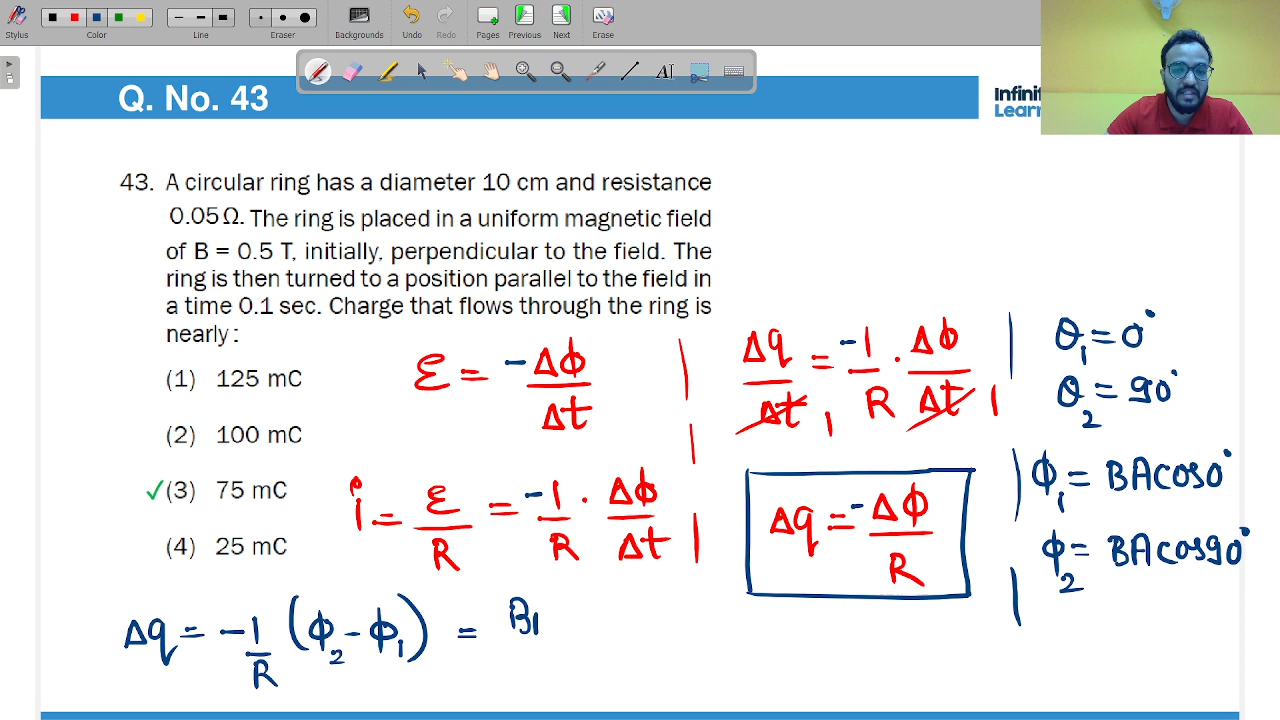 Stylus
Color
Line
Eraser
Backgrounds
Undo
Redo
Pages
Previous
Next
Erase
Q. No. 43
Infinit
Learn
43. A circular ring has a diameter 10 cm and resistance
0.05 Ω. The ring is placed in a uniform magnetic field
of B = 0.5 T, initially, perpendicular to the field. The
ring is then turned to a position parallel to the field in
a time 0.1 sec. Charge that flows through the ring is
nearly :
(1) 125 mC
(2) 100 mC
✓(3) 75 mC
(4) 25 mC
ε = -Δϕ/Δt
i = ε/R = -1/R · Δϕ/Δt
Δq/Δt = -1/R · Δϕ/Δt
Δq = -Δϕ/R
θ₁ = 0°
θ₂ = 90°
ϕ₁ = BA cos0°
ϕ₂ = BA cos90°
Δq = -1/R (ϕ₂ - ϕ₁) =